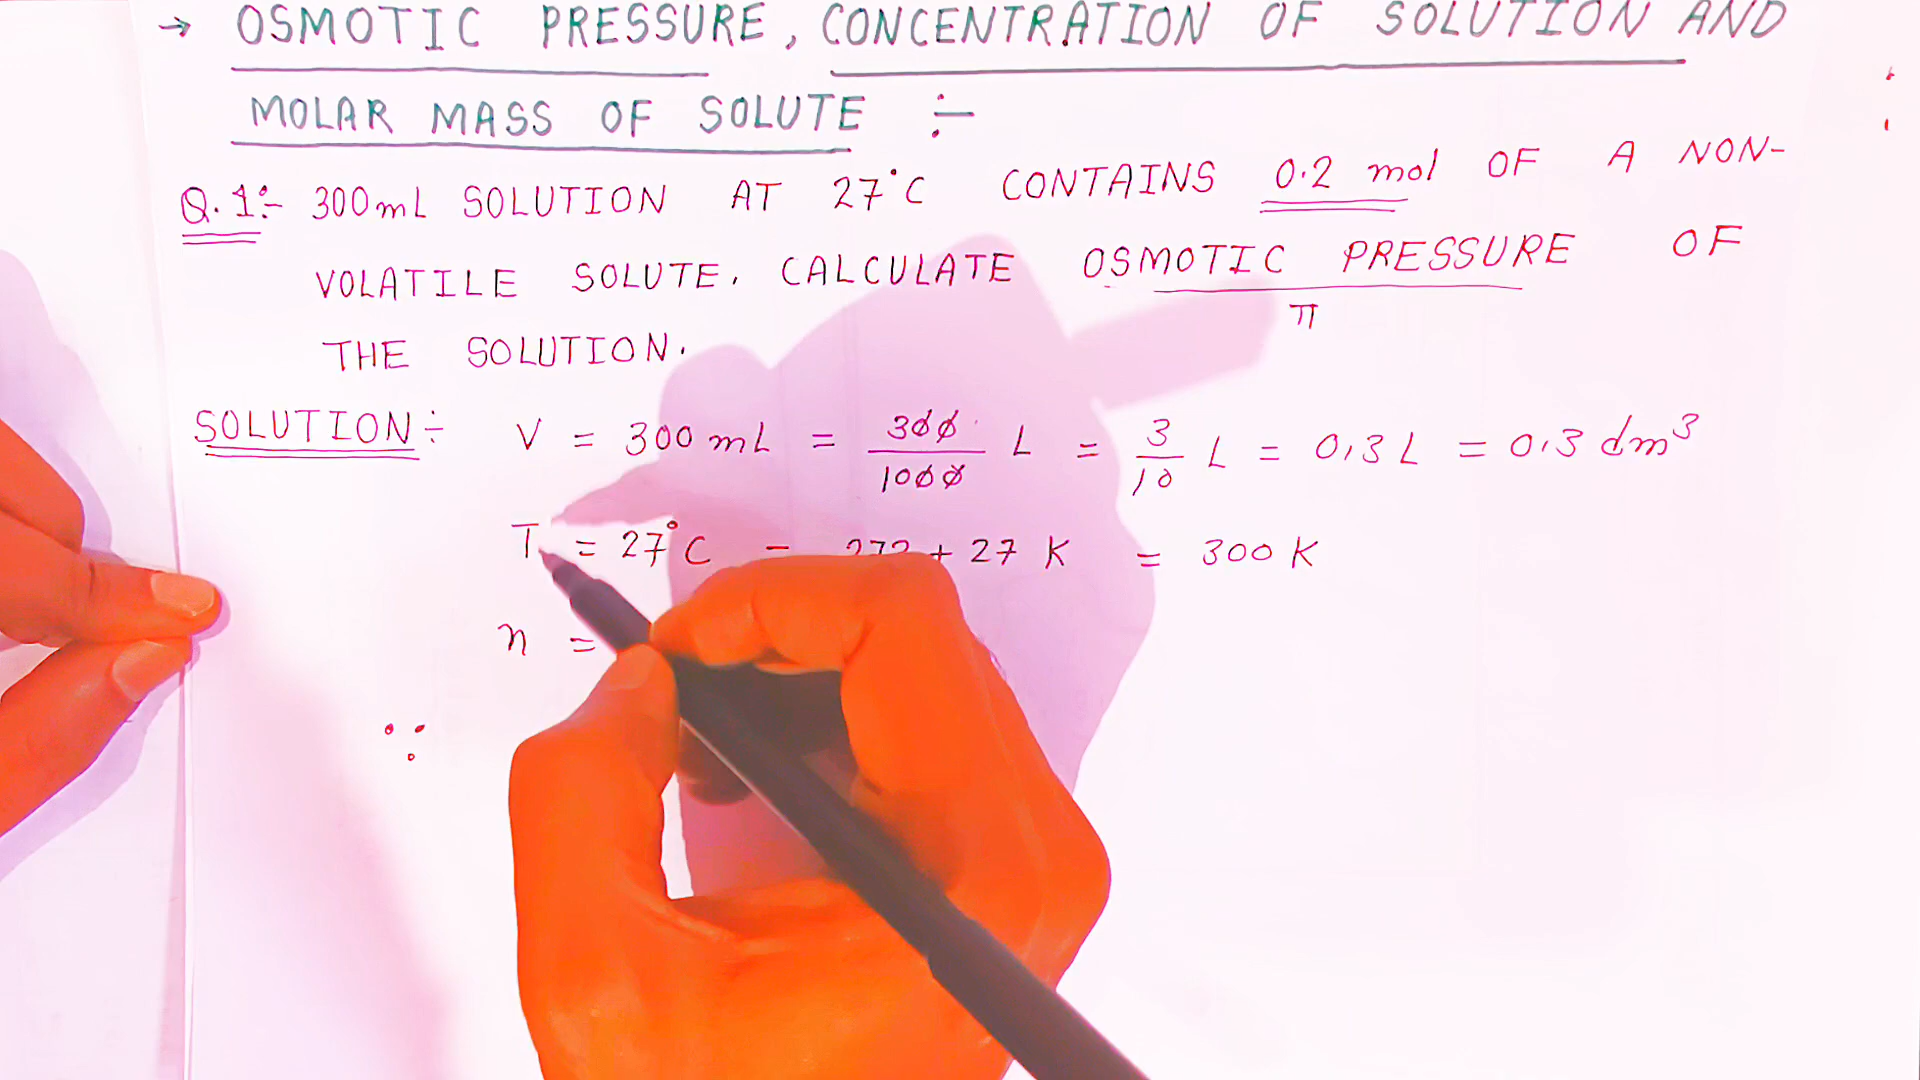 → OSMOTIC PRESSURE, CONCENTRATION OF SOLUTION AND
MOLAR MASS OF SOLUTE :-
Q.1:- 300mL SOLUTION AT 27°C CONTAINS 0.2 mol OF A NON-
VOLATILE SOLUTE. CALCULATE OSMOTIC PRESSURE OF
π
THE SOLUTION.
SOLUTION:- V = 300 mL = 300/1000 L = 3/10 L = 0.3 L = 0.3 dm³
T = 27°C + 27 K = 300 K
n =
∵